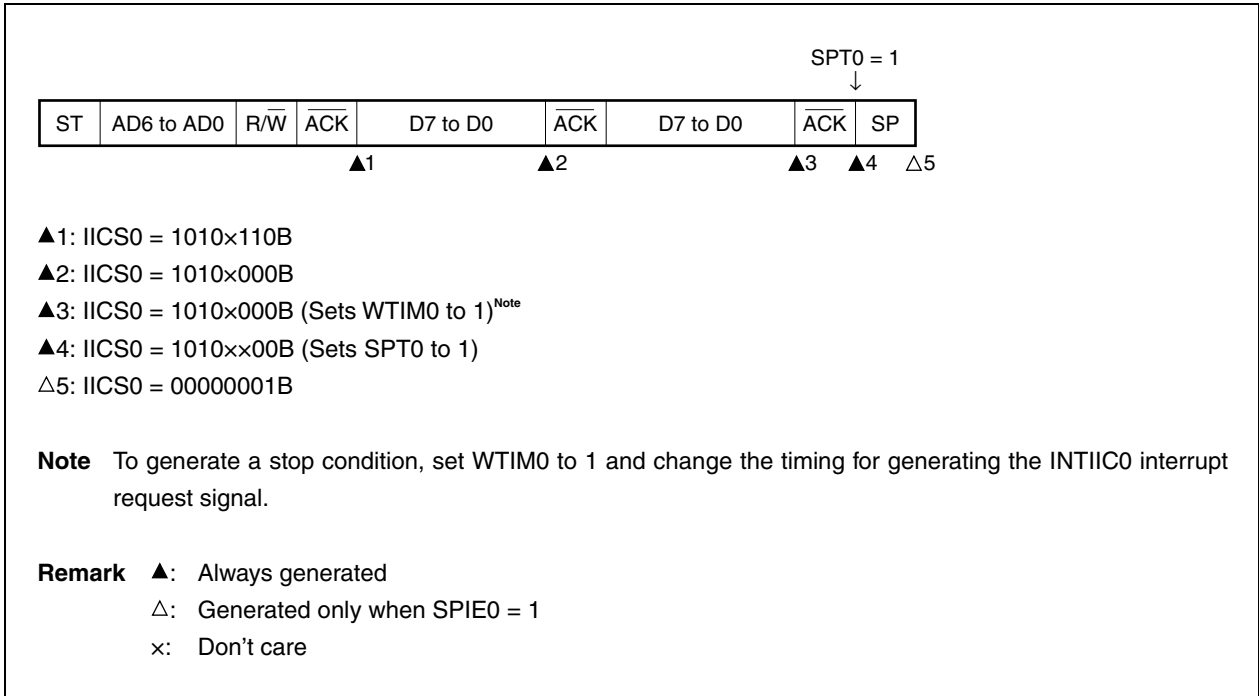 SPT0 = 1
↓
ST AD6 to AD0 R/W̅ A̅C̅K̅ D7 to D0 A̅C̅K̅ D7 to D0 A̅C̅K̅ SP
▲1 ▲2 ▲3 ▲4 △5
▲1: IICS0 = 1010×110B
▲2: IICS0 = 1010×000B
▲3: IICS0 = 1010×000B (Sets WTIM0 to 1)Note
▲4: IICS0 = 1010××00B (Sets SPT0 to 1)
△5: IICS0 = 00000001B
Note To generate a stop condition, set WTIM0 to 1 and change the timing for generating the INTIIC0 interrupt
request signal.
Remark ▲: Always generated
△: Generated only when SPIE0 = 1
×: Don't care